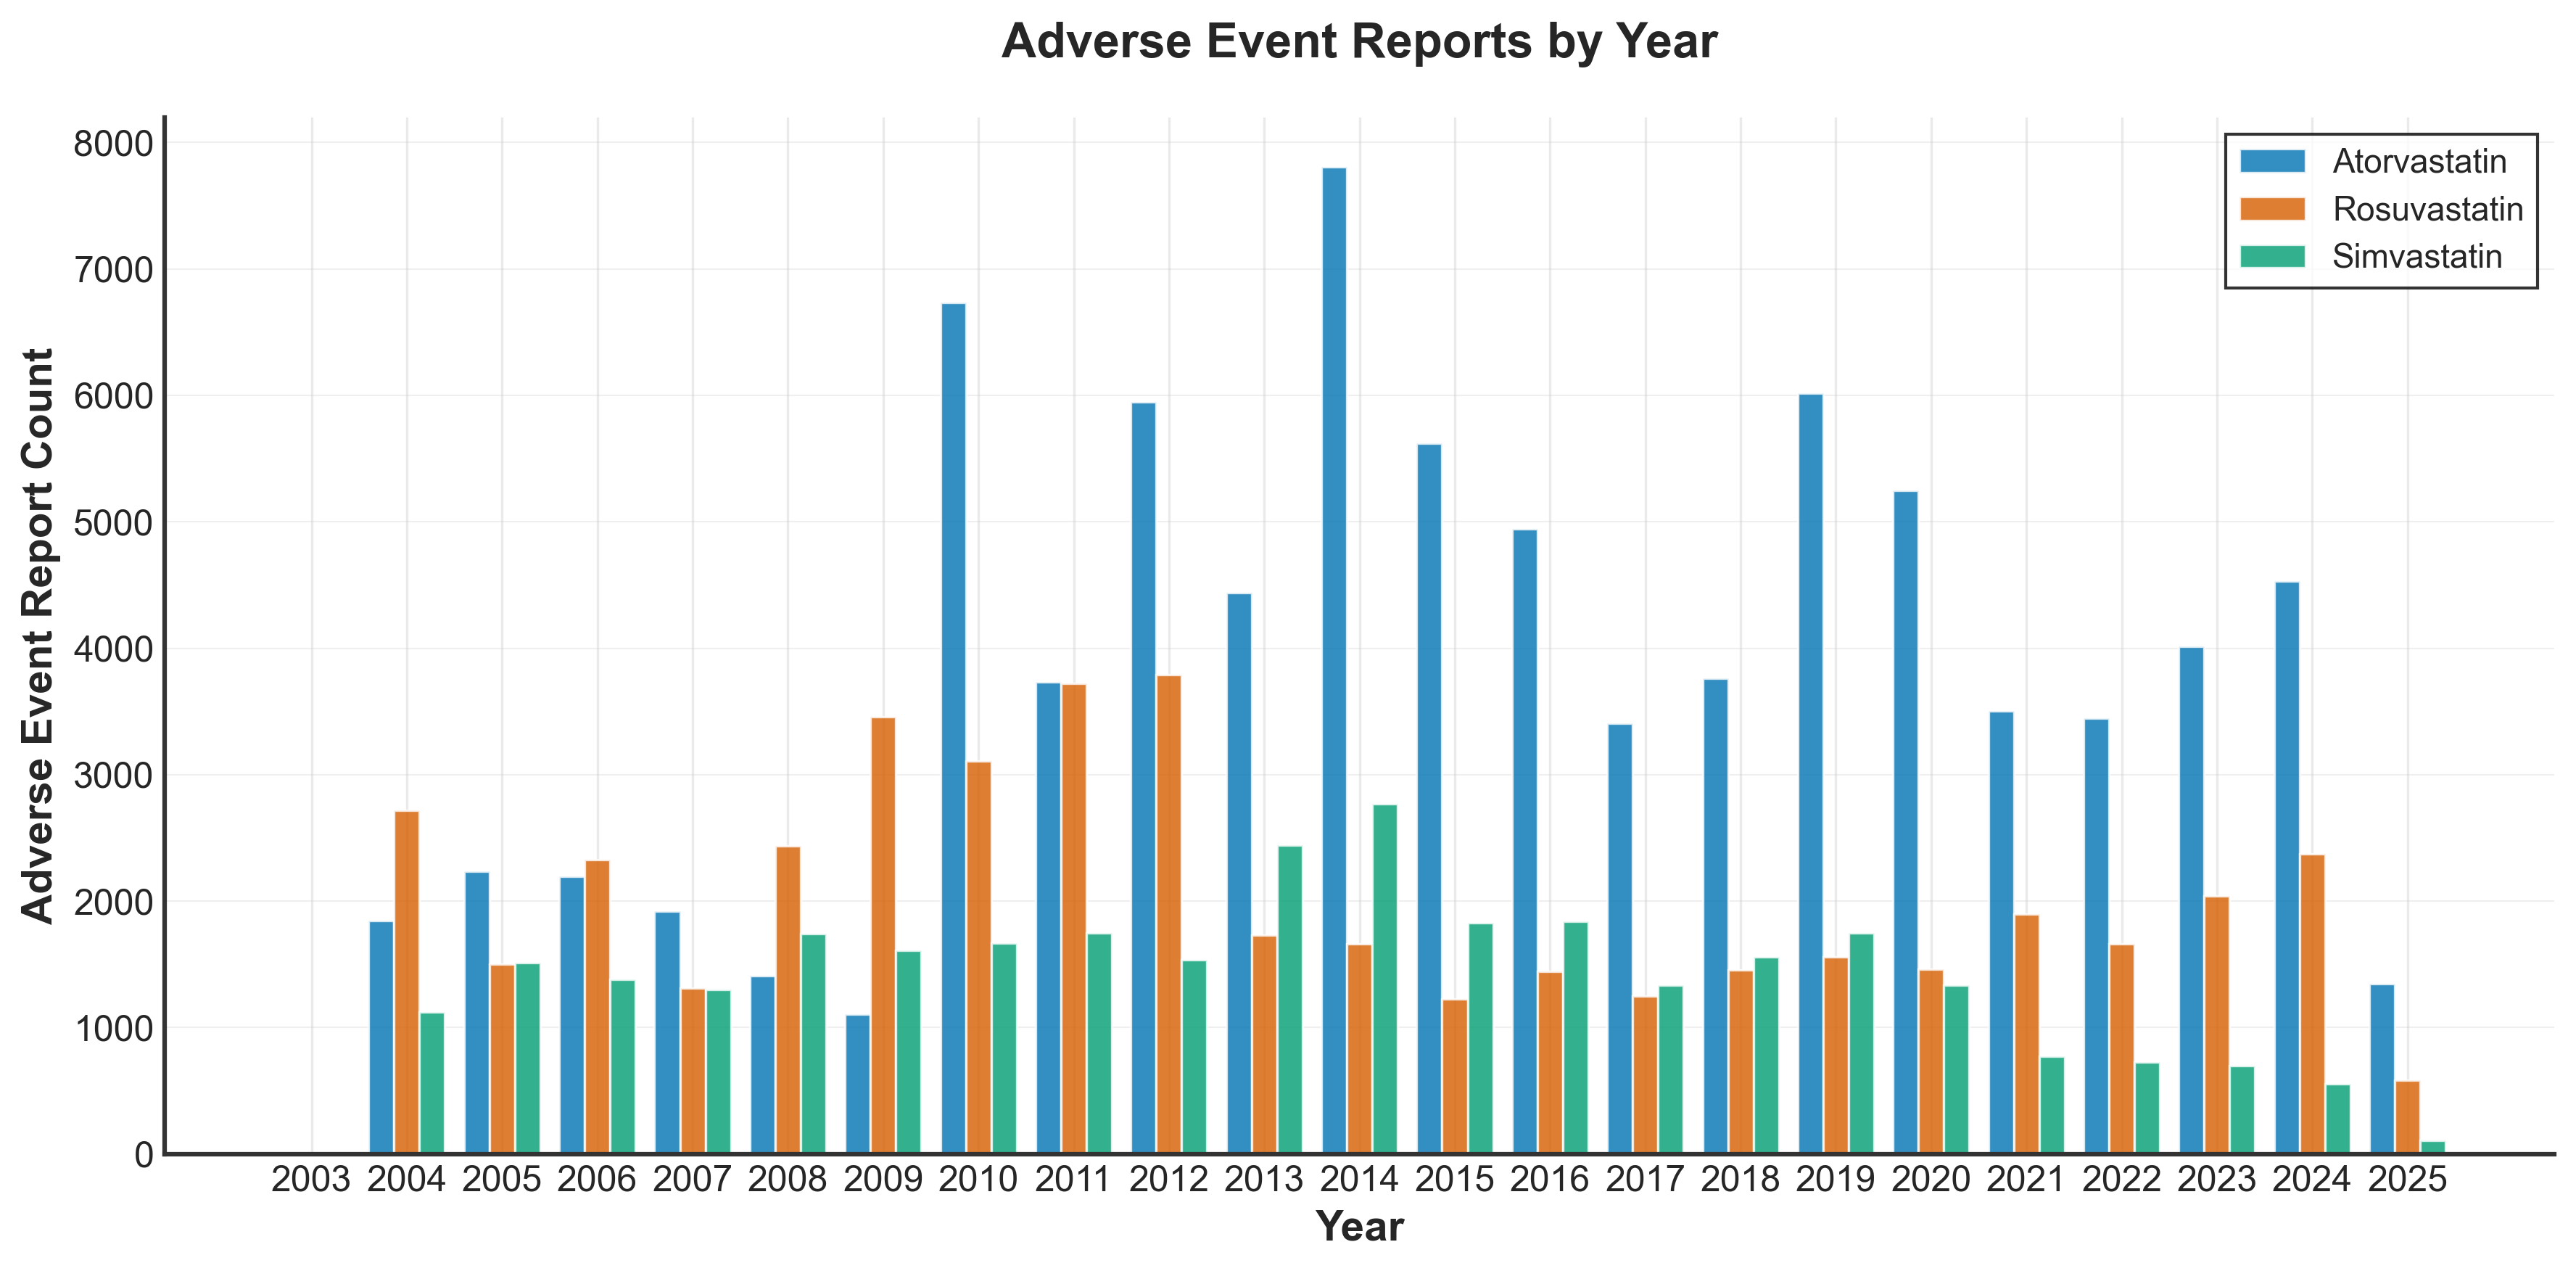 Adverse Event Reports by Year
Adverse Event Report Count
8000
7000
6000
5000
4000
3000
2000
1000
0
Atorvastatin
Rosuvastatin
Simvastatin
2003 2004 2005 2006 2007 2008 2009 2010 2011 2012 2013 2014 2015 2016 2017 2018 2019 2020 2021 2022 2023 2024 2025
Year